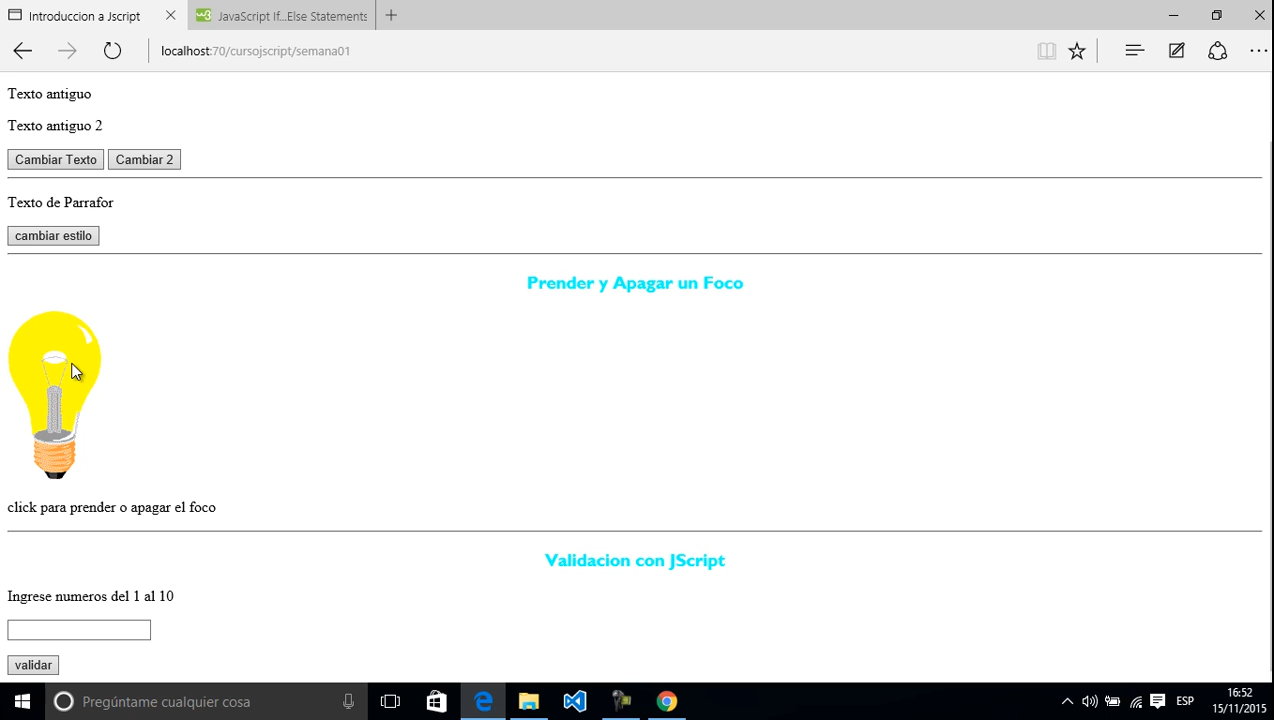 Introduccion a Jscript
JavaScript If...Else Statements
localhost:70/cursojscript/semana01
Texto antiguo
Texto antiguo 2
Cambiar Texto Cambiar 2
Texto de Parrafor
cambiar estilo
Prender y Apagar un Foco
click para prender o apagar el foco
Validacion con JScript
Ingrese numeros del 1 al 10
validar
Pregúntame cualquier cosa
ESP
16:52
15/11/2015